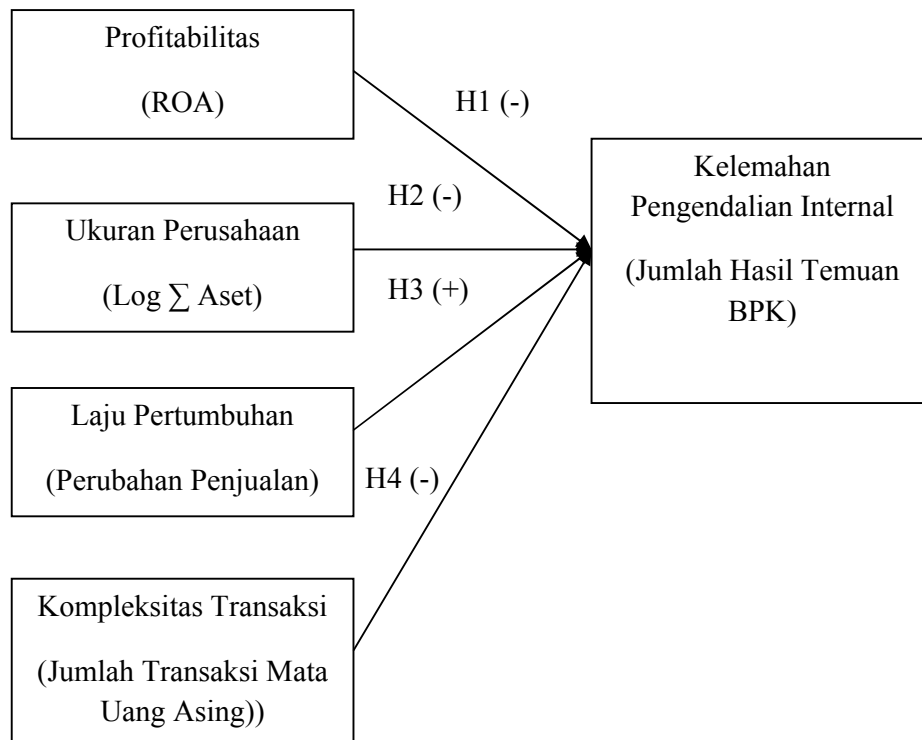 Profitabilitas
(ROA)
H1 (-)
Kelemahan
Pengendalian Internal
(Jumlah Hasil Temuan
BPK)
H2 (-)
Ukuran Perusahaan
(Log ∑ Aset)
H3 (+)
Laju Pertumbuhan
(Perubahan Penjualan)
H4 (-)
Kompleksitas Transaksi
(Jumlah Transaksi Mata
Uang Asing))